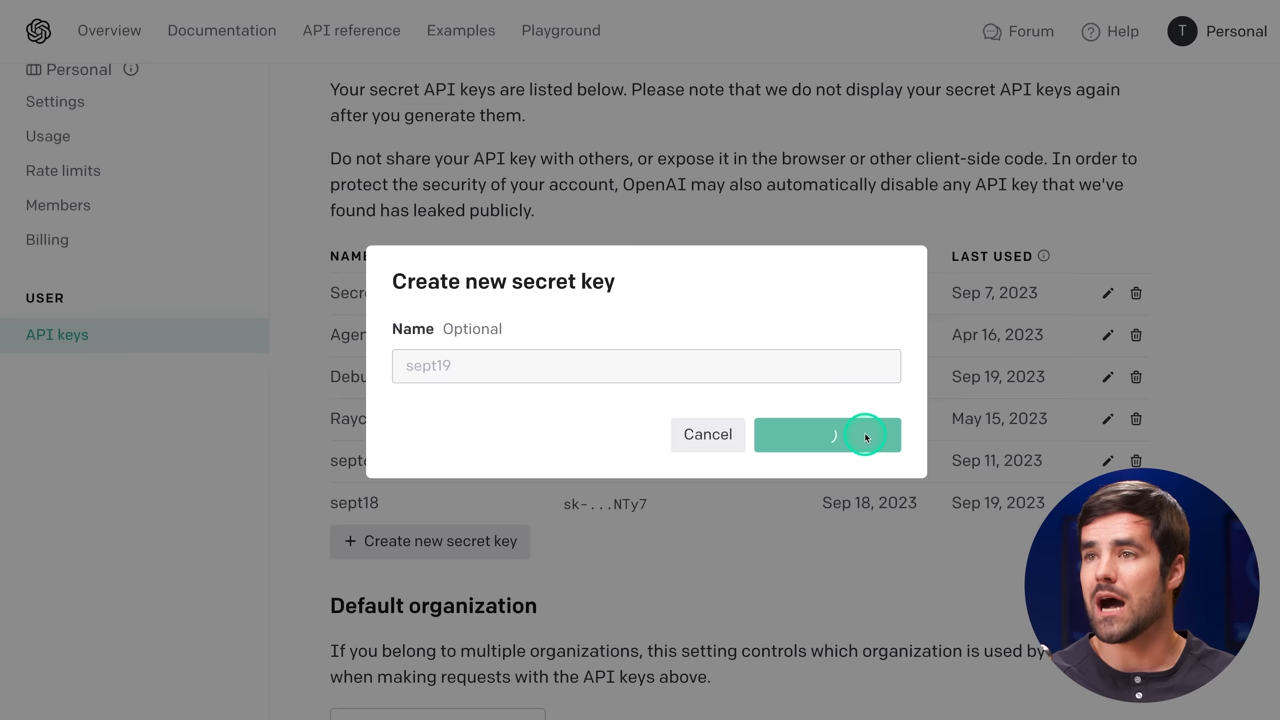 Overview Documentation API reference Examples Playground Forum Help T Personal
Personal
Settings
Usage
Rate limits
Members
Billing
USER
API keys
Your secret API keys are listed below. Please note that we do not display your secret API keys again
after you generate them.
Do not share your API key with others, or expose it in the browser or other client-side code. In order to
protect the security of your account, OpenAI may also automatically disable any API key that we've
found has leaked publicly.
LAST USED
Sep 7, 2023
Apr 16, 2023
Sep 19, 2023
May 15, 2023
Sep 11, 2023
sept18 sk-...NTy7 Sep 18, 2023 Sep 19, 2023
Create new secret key
Name Optional
sept19
Cancel
+ Create new secret key
Default organization
If you belong to multiple organizations, this setting controls which organization is used by
when making requests with the API keys above.